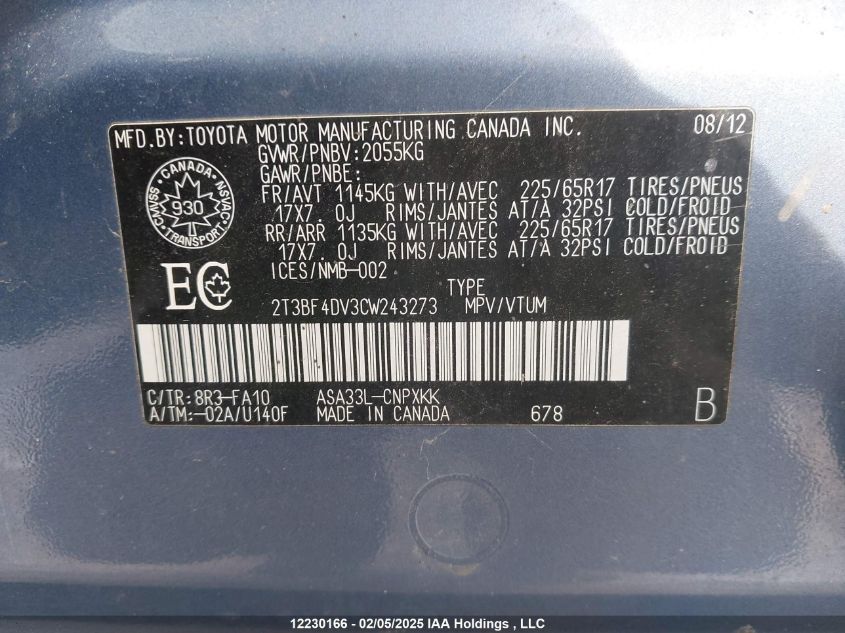 MFD.BY:TOYOTA MOTOR MANUFACTURING CANADA INC. 08/12
GVWR/PNBV:2055KG
GAWR/PNBE:
FR/AVT 1145KG WITH/AVEC 225/65R17 TIRES/PNEUS
17X7.0J RIMS/JANTES AT/A 32PSI COLD/FROID
RR/ARR 1135KG WITH/AVEC 225/65R17 TIRES/PNEUS
17X7.0J RIMS/JANTES AT/A 32PSI COLD/FROID
CANADA
CMVSS 930 NSVAC
TRANSPORT
ICES/NMB-002
EC
TYPE
2T3BF4DV3CW243273 MPV/VTUM
C/TR:8R3-FA10 ASA33L-CNPXKK
A/TM:-02A/U140F MADE IN CANADA 678 B
12230166 - 02/05/2025 IAA Holdings , LLC